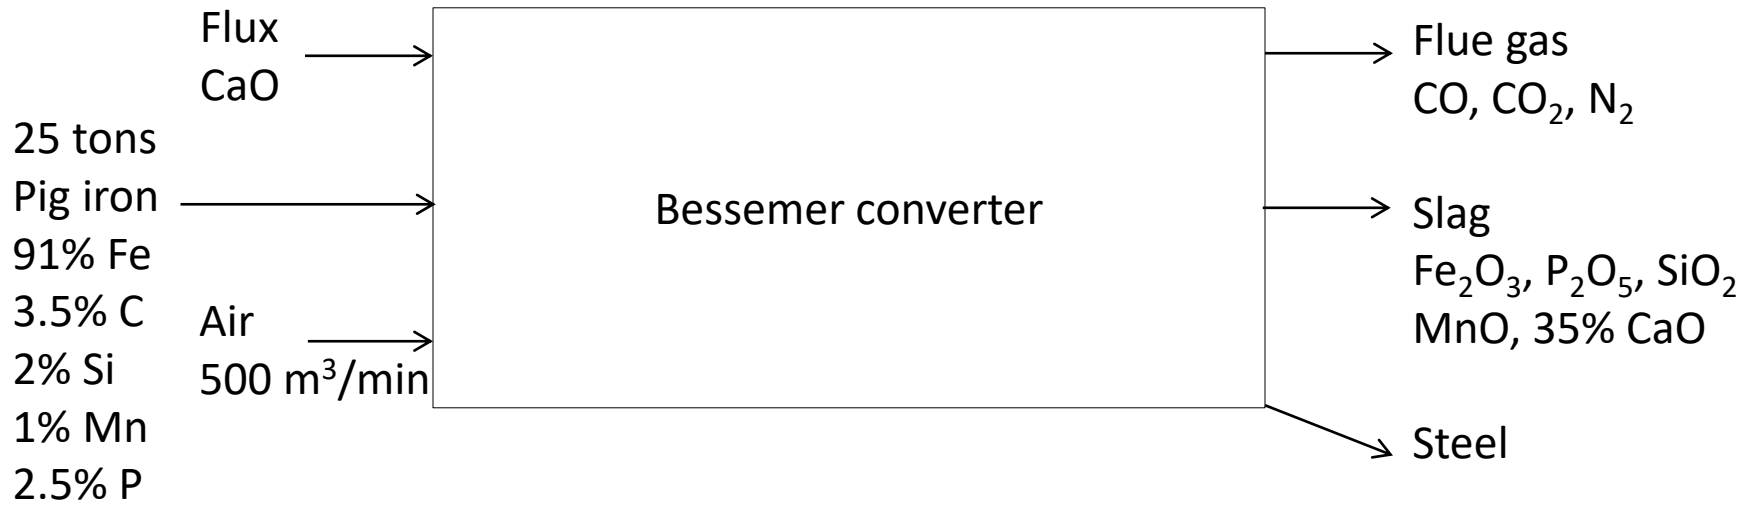 Flux
CaO
25 tons
Pig iron
91% Fe
3.5% C
2% Si
1% Mn
2.5% P
Air
500 m³/min
Bessemer converter
Flue gas
CO, CO₂, N₂
Slag
Fe₂O₃, P₂O₅, SiO₂
MnO, 35% CaO
Steel